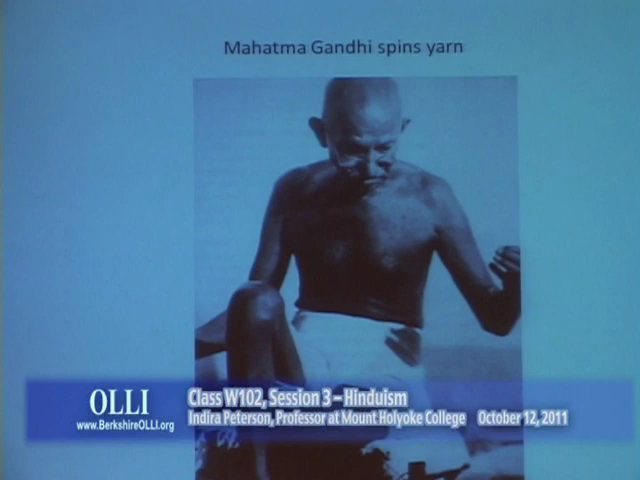 Mahatma Gandhi spins yarn
OLLI
www.BerkshireOLLI.org
Class W102, Session 3 – Hinduism
Indira Peterson, Professor at Mount Holyoke College October 12, 2011